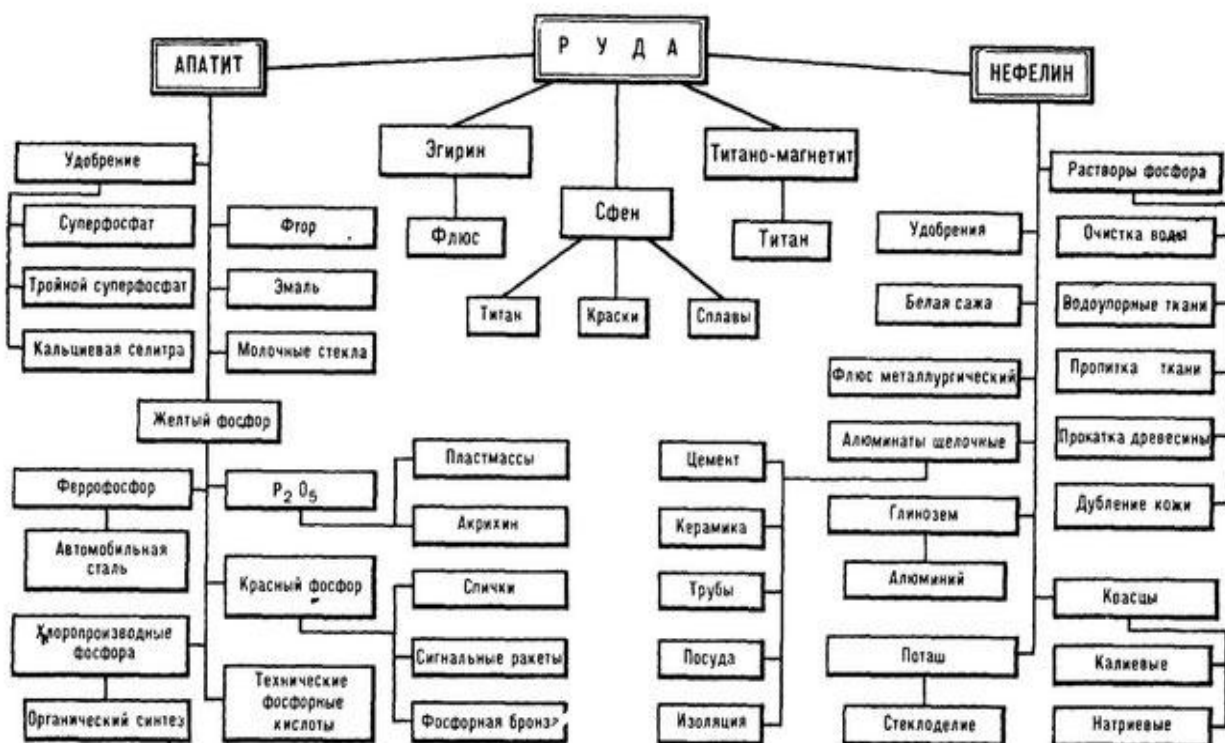 РУДА
АПАТИТ
НЕФЕЛИН
Эгирин
Титано-магнетит
Сфен
Флюс
Титан
Титан
Краски
Сплавы
Удобрение
Суперфосфат
Тройной суперфосфат
Кальциевая селитра
Фтор
Эмаль
Молочные стекла
Желтый фосфор
Феррофосфор
Автомобильная
сталь
Хлоропроизводные
фосфора
Органический синтез
P₂O₅
Красный фосфор
Технические
фосфорные
кислоты
Пластмассы
Акрихин
Спички
Сигнальные ракеты
Фосфорная бронза
Цемент
Керамика
Трубы
Посуда
Изоляция
Удобрения
Белая сажа
Флюс металлургический
Алюминаты щелочные
Глинозем
Алюминий
Поташ
Стеклоделие
Растворы фосфора
Очистка воды
Водоупорные ткани
Пропитка ткани
Прокатка древесины
Дубление кожи
Квасцы
Калиевые
Натриевые